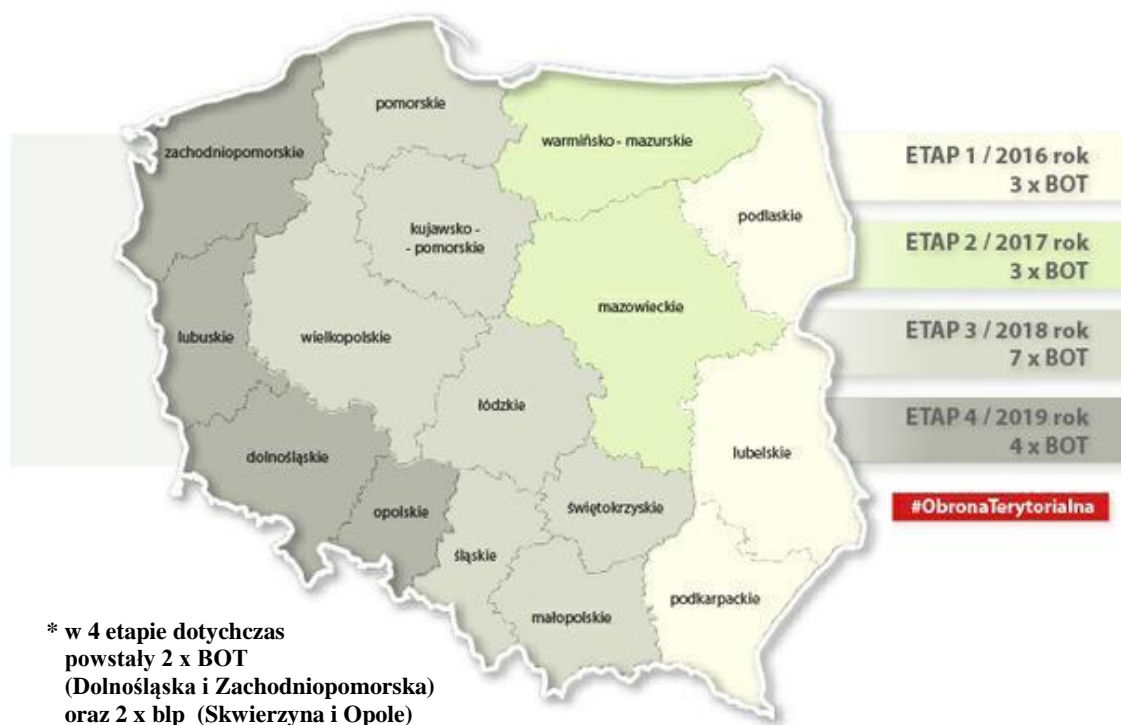 pomorskie
zachodniopomorskie
warmińsko - mazurskie
podlaskie
kujawsko -
- pomorskie
mazowieckie
lubuskie
wielkopolskie
łódzkie
dolnośląskie
lubelskie
opolskie
świętokrzyskie
śląskie
małopolskie
podkarpackie
ETAP 1 / 2016 rok
3 x BOT
ETAP 2 / 2017 rok
3 x BOT
ETAP 3 / 2018 rok
7 x BOT
ETAP 4 / 2019 rok
4 x BOT
#ObronaTerytorialna
* w 4 etapie dotychczas
powstały 2 x BOT
(Dolnośląska i Zachodniopomorska)
oraz 2 x blp (Skwierzyna i Opole)